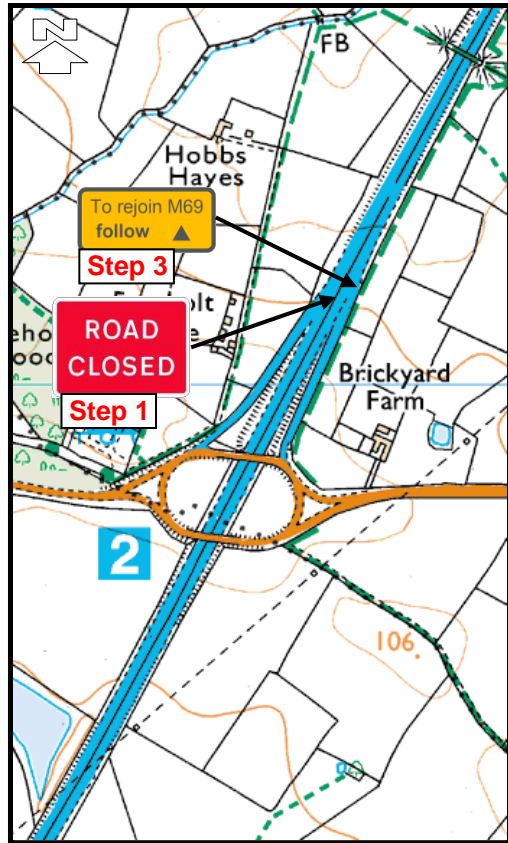 N
FB
Hobbs
Hayes
To rejoin M69
follow ▲
Step 3
ROAD
CLOSED
Step 1
Brickyard
Farm
2
106